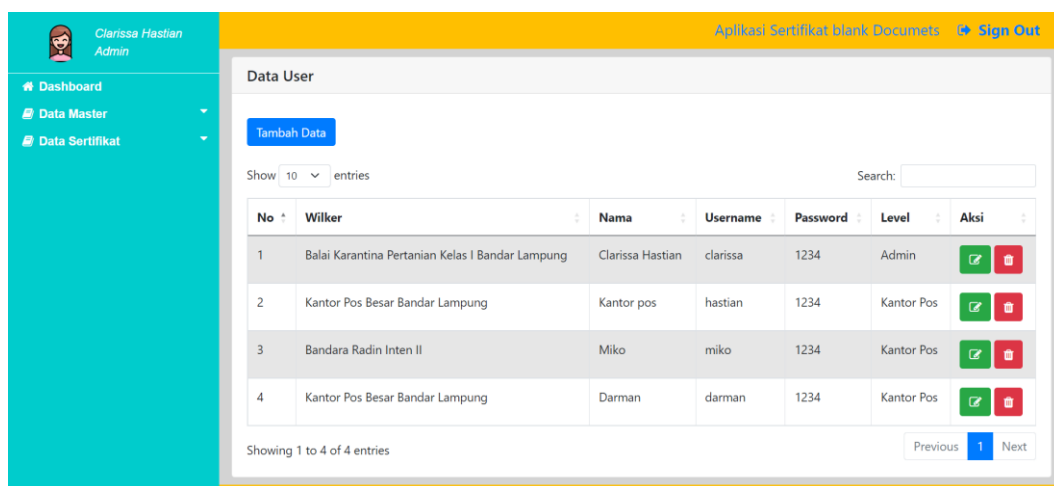 Clarissa Hastian
Admin
Aplikasi Sertifikat blank Documets Sign Out
Dashboard
Data Master
Data Sertifikat
Data User
Tambah Data
Show 10 entries Search:
No Wilker Nama Username Password Level Aksi
1 Balai Karantina Pertanian Kelas I Bandar Lampung Clarissa Hastian clarissa 1234 Admin
2 Kantor Pos Besar Bandar Lampung Kantor pos hastian 1234 Kantor Pos
3 Bandara Radin Inten II Miko miko 1234 Kantor Pos
4 Kantor Pos Besar Bandar Lampung Darman darman 1234 Kantor Pos
Showing 1 to 4 of 4 entries Previous 1 Next